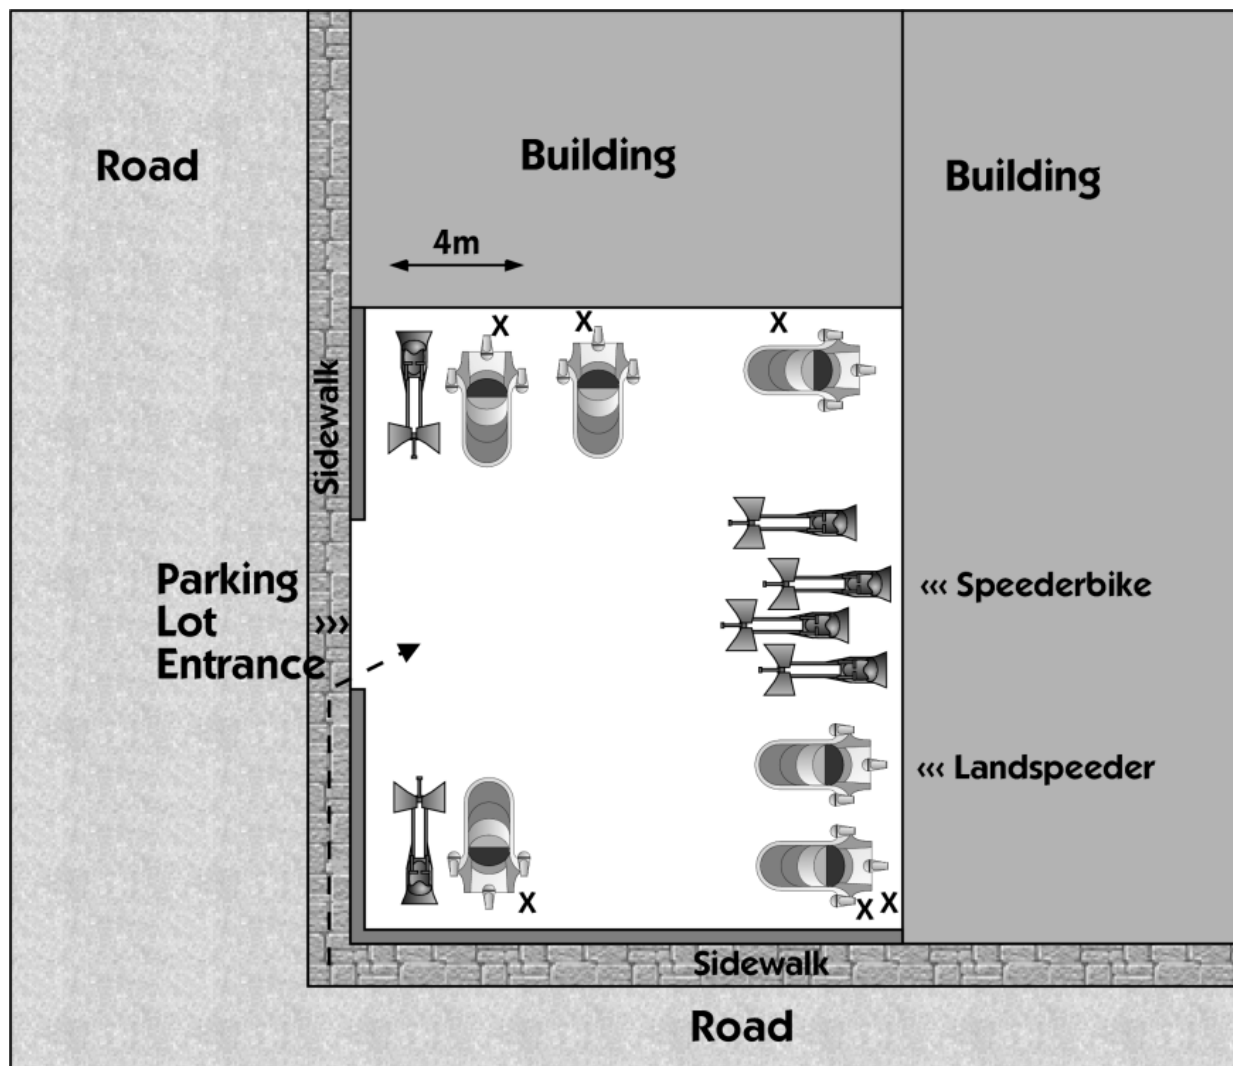 Road
Building
Building
4m
X
X
X
Sidewalk
Parking
Lot
Entrance
›››
‹‹‹ Speederbike
‹‹‹ Landspeeder
X
X X
Sidewalk
Road